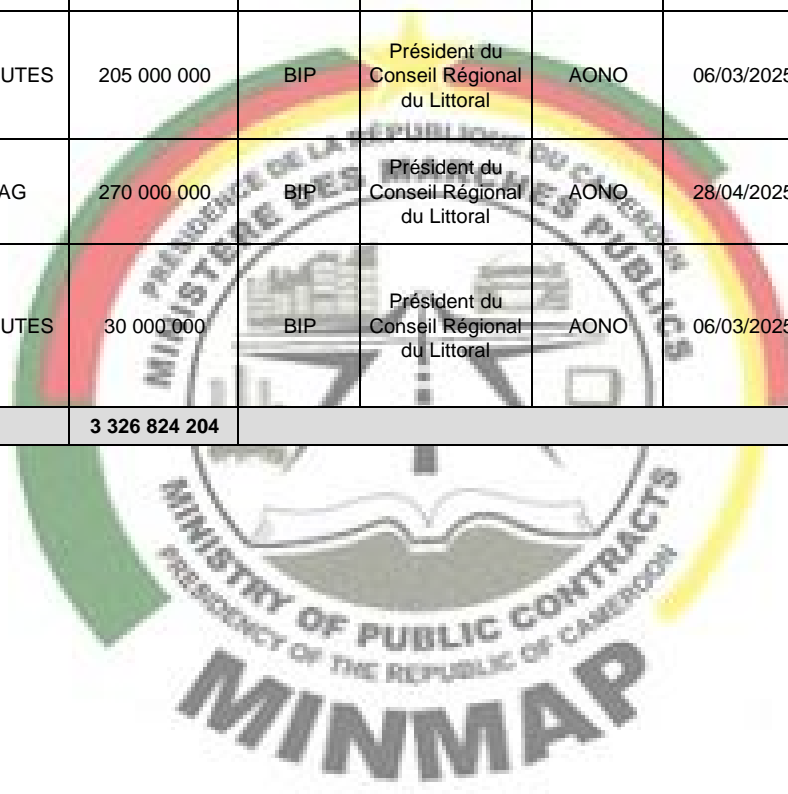 UTES 205 000 000 BIP Président du Conseil Régional du Littoral AONO 06/03/2025
AG 270 000 000 BIP Président du Conseil Régional du Littoral AONO 28/04/2025
UTES 30 000 000 BIP Président du Conseil Régional du Littoral AONO 06/03/2025
3 326 824 204
PRÉSIDENCE DE LA RÉPUBLIQUE DU CAMEROUN
MINISTERE DES MARCHES PUBLICS
MINISTRY OF PUBLIC CONTRACTS
PRESIDENCY OF THE REPUBLIC OF CAMEROON
MINMAP